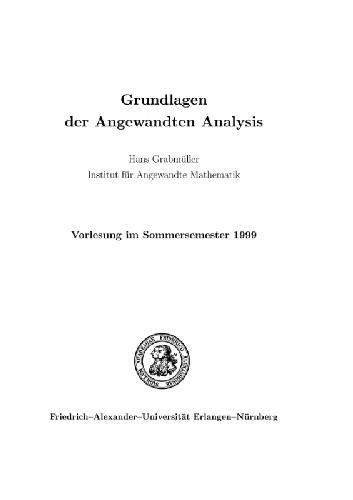 Grundlagen
der Angewandten Analysis
Hans Grabmüller
Institut für Angewandte Mathematik
Vorlesung im Sommersemester 1999
Friedrich–Alexander–Universität Erlangen–Nürnberg